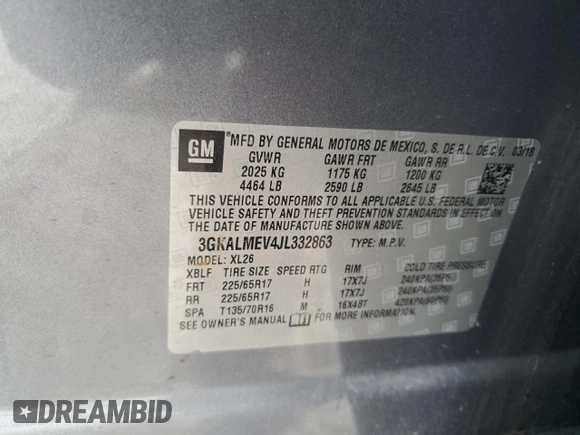 GM
®MFD BY GENERAL MOTORS DE MEXICO, S. DE R.L. DE C.V. 03/18
GVWR GAWR FRT GAWR RR
2025 KG 1175 KG 1200 KG
4464 LB 2590 LB 2645 LB
THIS VEHICLE CONFORMS TO ALL APPLICABLE U.S. FEDERAL MOTOR
VEHICLE SAFETY AND THEFT PREVENTION STANDARDS IN EFFECT ON
THE DATE OF MANUFACTURE SHOWN ABOVE.
3GKALMEV4JL332863 TYPE: M.P.V.
MODEL: XL26
XBLF TIRE SIZE SPEED RTG RIM COLD TIRE PRESSURE
FRT 225/65R17 H 17X7J 240KPA(35PSI)
RR 225/65R17 H 17X7J 240KPA(35PSI)
SPA T135/70R16 M 16X4BT 420KPA(60PSI)
SEE OWNER'S MANUAL FOR MORE INFORMATION.
DREAMBID